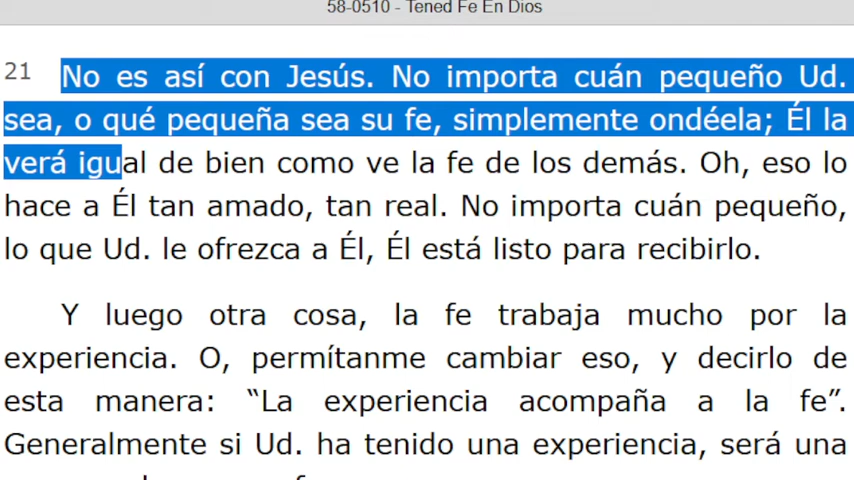 58-0510 - Tened Fe En Dios
21 No es así con Jesús. No importa cuán pequeño Ud.
sea, o qué pequeña sea su fe, simplemente ondéela; Él la
verá igual de bien como ve la fe de los demás. Oh, eso lo
hace a Él tan amado, tan real. No importa cuán pequeño,
lo que Ud. le ofrezca a Él, Él está listo para recibirlo.
Y luego otra cosa, la fe trabaja mucho por la
experiencia. O, permítanme cambiar eso, y decirlo de
esta manera: “La experiencia acompaña a la fe”.
Generalmente si Ud. ha tenido una experiencia, será una